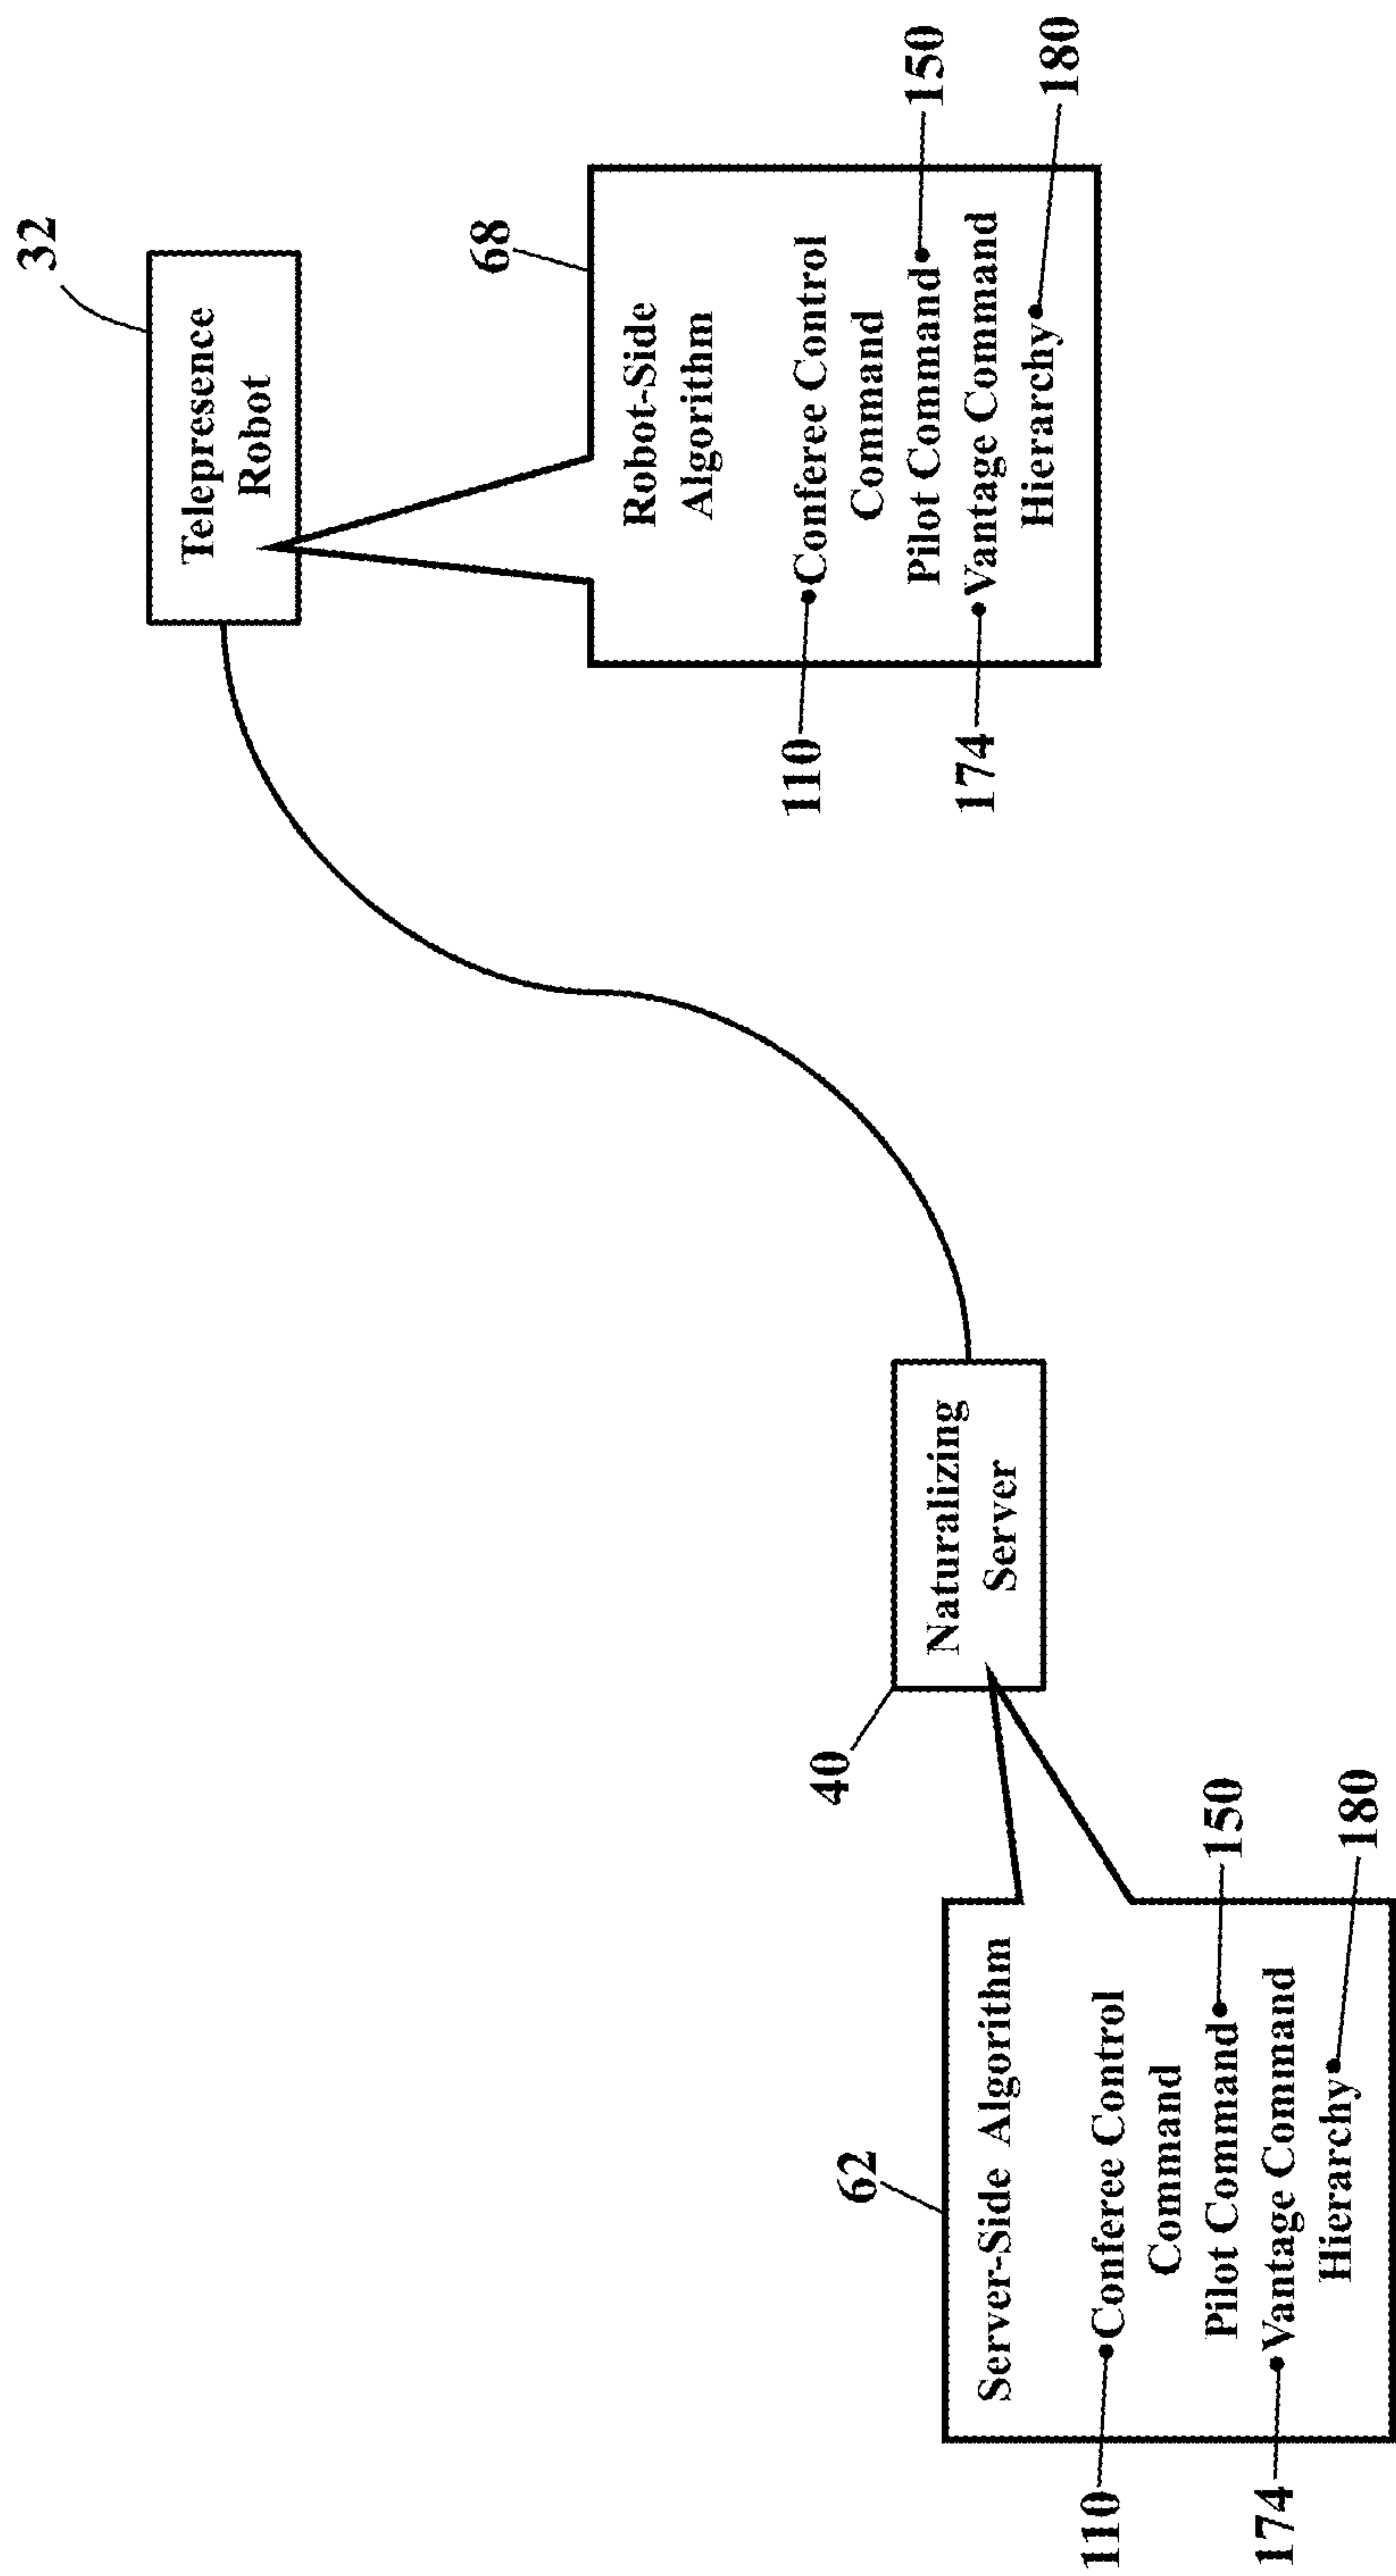 32
Telepresence
Robot
68
Robot-Side
Algorithm
110
Conferee Control
Command
Pilot Command
150
174
Vantage Command
Hierarchy
180
40
Naturalizing
Server
62
Server-Side Algorithm
110
Conferee Control
Command
Pilot Command
150
174
Vantage Command
Hierarchy
180